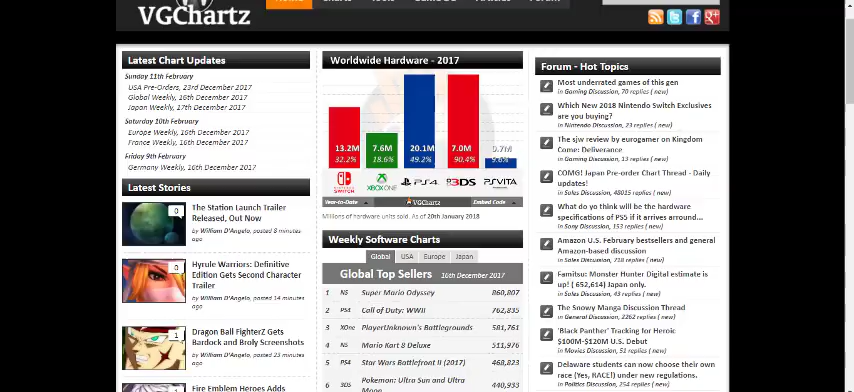 VGChartz
Latest Chart Updates
Sunday 11th February
USA Pre-Orders, 23rd December 2017
Global Weekly, 16th December 2017
Japan Weekly, 17th December 2017
Saturday 10th February
Europe Weekly, 16th December 2017
France Weekly, 16th December 2017
Friday 9th February
Germany Weekly, 16th December 2017
Latest Stories
0
The Station Launch Trailer
Released, Out Now
by William D'Angelo, posted 8 minutes
ago
0
Hyrule Warriors: Definitive
Edition Gets Second Character
Trailer
by William D'Angelo, posted 14 minute
ago
1
Dragon Ball FighterZ Gets
Bardock and Broly Screenshots
by William D'Angelo, posted 23 minutes
ago
Fire Emblem Heroes Adds
Worldwide Hardware - 2017
13.2M 7.6M 20.1M 7.0M 0.7M
32.2% 18.6% 49.2% 90.4% 9.6%
NINTENDO SWITCH XBOX ONE PS4 3DS PSVITA
Year-to-Date VGChartz Embed Code
Millions of hardware units sold. As of 20th January 2018
Weekly Software Charts
Global USA Europe Japan
Global Top Sellers 16th December 2017
1 NS Super Mario Odyssey 860,807
2 PS4 Call of Duty: WWII 762,835
3 XOne PlayerUnknown's Battlegrounds 581,761
4 NS Mario Kart 8 Deluxe 511,976
5 PS4 Star Wars Battlefront II (2017) 468,823
6 3DS Pokemon: Ultra Sun and Ultra 440,933
Moon
Forum - Hot Topics
Most underrated games of this gen
in Gaming Discussion, 70 replies ( new)
Which New 2018 Nintendo Switch Exclusives
are you buying?
in Nintendo Discussion, 23 replies ( new)
The sjw review by eurogamer on Kingdom
Come: Deliverance
in Gaming Discussion, 13 replies ( new)
COMG! Japan Pre-order Chart Thread - Daily
updates!
in Sales Discussion, 48015 replies ( new)
What do yo think will be the hardware
specifications of PS5 if it arrives arround...
in Sony Discussion, 153 replies ( new)
Amazon U.S. February bestsellers and general
Amazon-based discussion
in Sales Discussion, 718 replies ( new)
Famitsu: Monster Hunter Digital estimate is
up! ( 652,614) Japan only.
in Sales Discussion, 43 replies ( new)
The Snowy Manga Discussion Thread
in General Discussion, 2262 replies ( new)
'Black Panther' Tracking for Heroic
$100M-$120M U.S. Debut
in Movies Discussion, 51 replies ( new)
Delaware students can now choose their own
race (Yes, RACE!) under new regulations.
in Politics Discussion, 254 replies ( new)